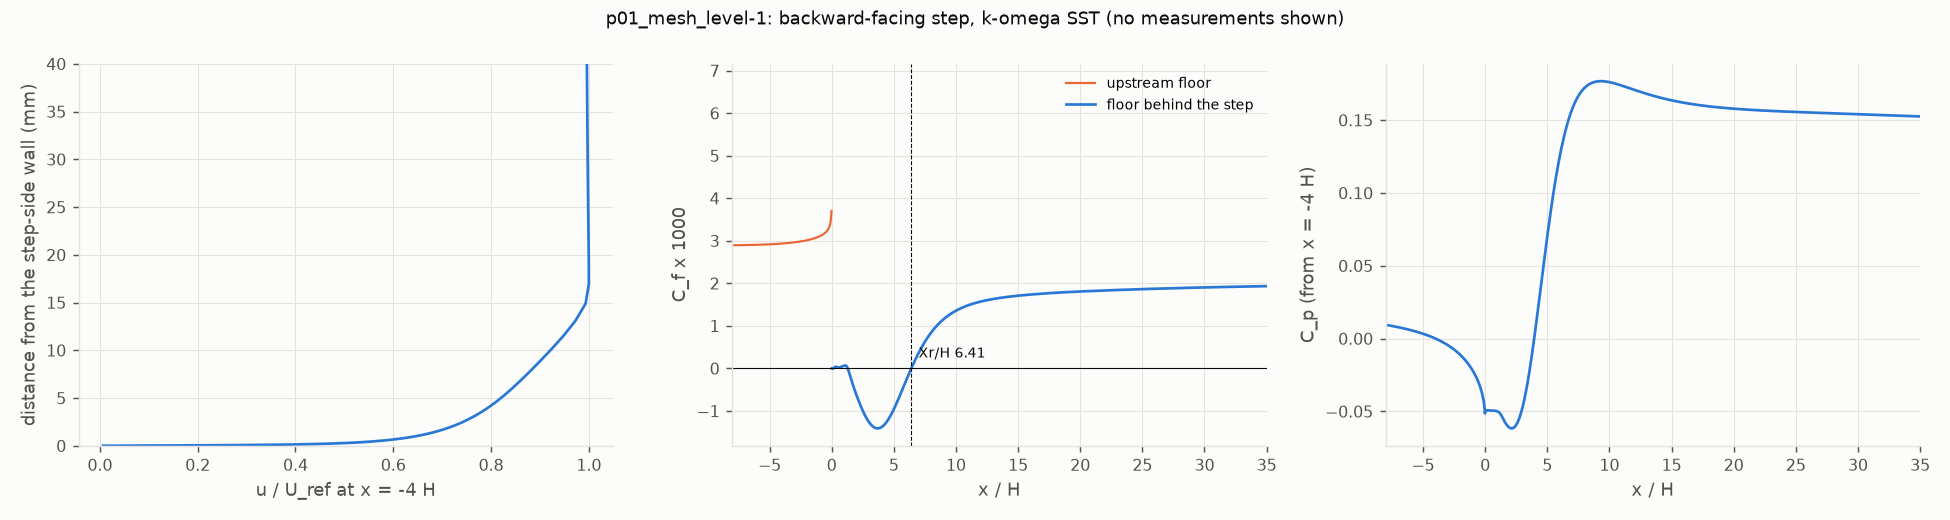 p01_mesh_level-1: backward-facing step, k-omega SST (no measurements shown)
distance from the step-side wall (mm)
40
35
30
25
20
15
10
5
0
0.0 0.2 0.4 0.6 0.8 1.0
u / U_ref at x = -4 H
C_f x 1000
7
6
5
4
3
2
1
0
−1
upstream floor
floor behind the step
Xr/H 6.41
−5 0 5 10 15 20 25 30 35
x / H
C_p (from x = -4 H)
0.15
0.10
0.05
0.00
−0.05
−5 0 5 10 15 20 25 30 35
x / H